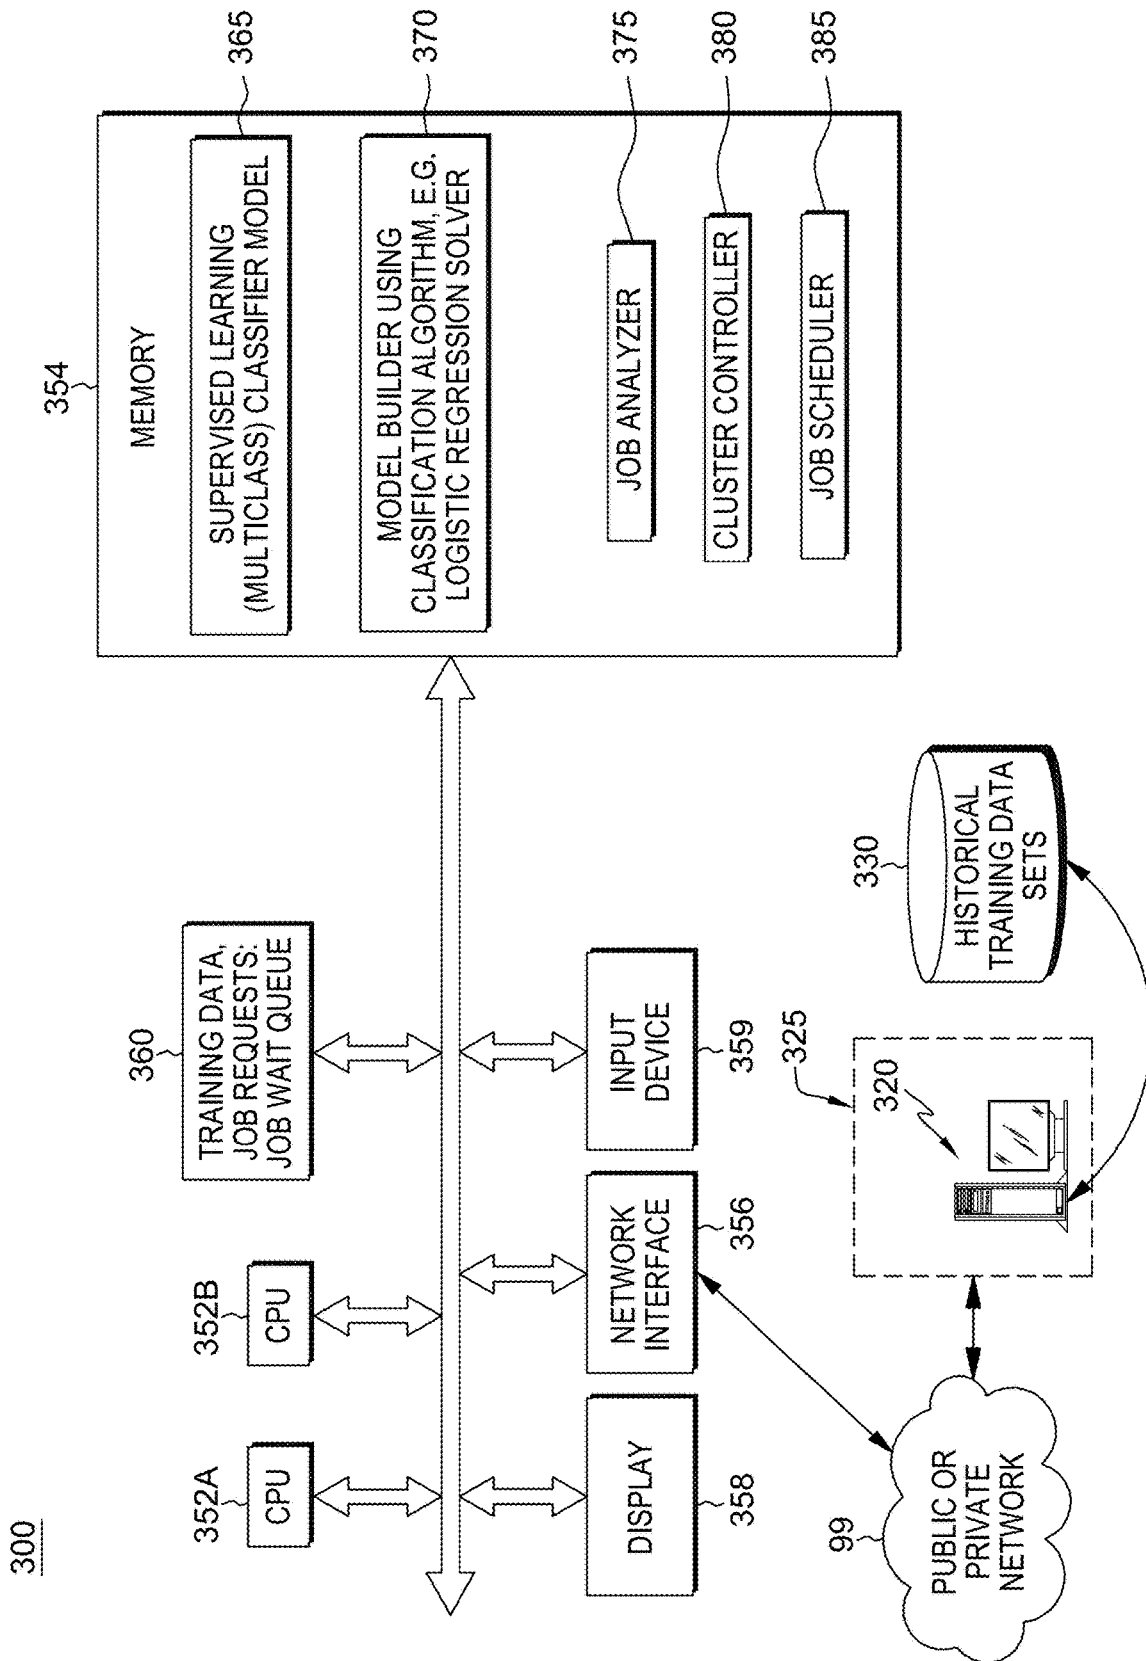 300
352A
CPU
352B
CPU
360
TRAINING DATA,
JOB REQUESTS:
JOB WAIT QUEUE
354
MEMORY
SUPERVISED LEARNING
(MULTICLASS) CLASSIFIER MODEL
365
MODEL BUILDER USING
CLASSIFICATION ALGORITHM, E.G.
LOGISTIC REGRESSION SOLVER
370
JOB ANALYZER
375
CLUSTER CONTROLLER
380
JOB SCHEDULER
385
DISPLAY
358
NETWORK
INTERFACE
356
INPUT
DEVICE
359
99
PUBLIC OR
PRIVATE
NETWORK
325
320
330
HISTORICAL
TRAINING DATA
SETS